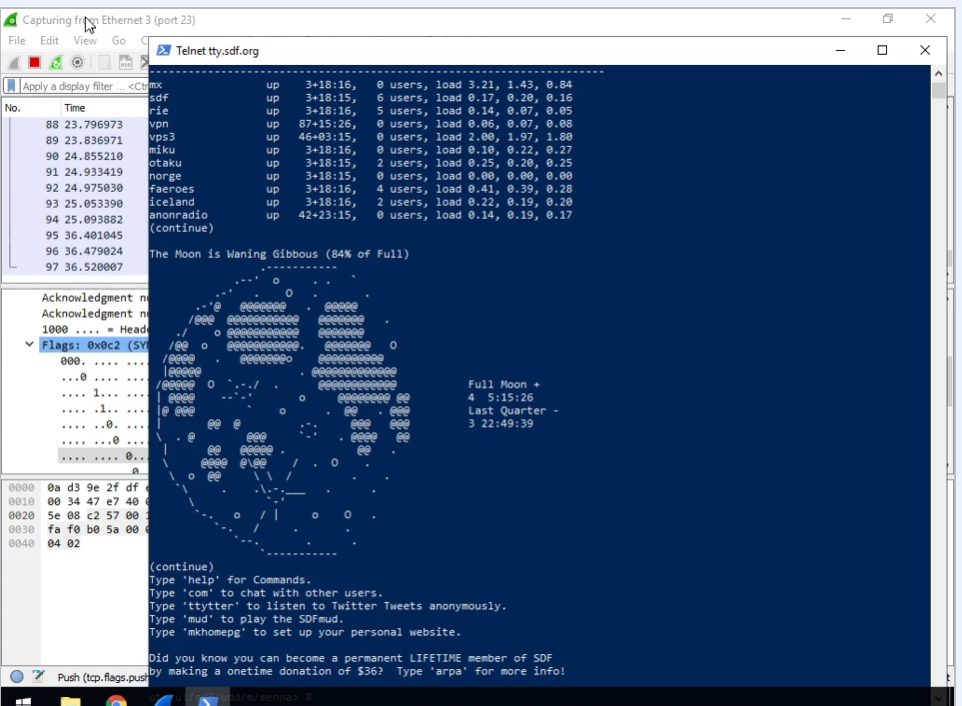 Capturing from Ethernet 3 (port 23)
File Edit View Go
Telnet tty.sdf.org
Apply a display filter ... <Ctr
No. Time
88 23.796973
89 23.836971
90 24.855210
91 24.933419
92 24.975030
93 25.053390
94 25.093882
95 36.401045
96 36.479024
97 36.520007
Acknowledgment
Acknowledgment
1000 .... = Head
Flags: 0x0c2 (SY
000. .... ...
...0 .... ...
.... 1... ...
.... .1.. ...
.... ..0. ...
.... ...0 ...
.... .... 0...
0000 0a d3 9e 2f df
0010 00 34 47 e7 40
0020 5e 08 c2 57 00
0030 fa f0 b0 5a 00
0040 04 02
Push (tcp.flags.push
mx up 3+18:16, 0 users, load 3.21, 1.43, 0.84
sdf up 3+18:15, 6 users, load 0.17, 0.20, 0.16
rie up 3+18:16, 5 users, load 0.14, 0.07, 0.05
vpn up 87+15:26, 0 users, load 0.06, 0.07, 0.08
vps3 up 46+03:15, 0 users, load 2.00, 1.97, 1.80
miku up 3+18:16, 0 users, load 0.10, 0.22, 0.27
otaku up 3+18:15, 2 users, load 0.25, 0.20, 0.25
norge up 3+18:15, 0 users, load 0.00, 0.00, 0.00
faeroes up 3+18:16, 4 users, load 0.41, 0.39, 0.28
iceland up 3+18:16, 2 users, load 0.22, 0.19, 0.20
anonradio up 42+23:15, 0 users, load 0.14, 0.19, 0.17
(continue)
The Moon is Waning Gibbous (84% of Full)
Full Moon +
4 5:15:26
Last Quarter -
3 22:49:39
(continue)
Type 'help' for Commands.
Type 'com' to chat with other users.
Type 'ttytter' to listen to Twitter Tweets anonymously.
Type 'mud' to play the SDFmud.
Type 'mkhomepg' to set up your personal website.
Did you know you can become a permanent LIFETIME member of SDF
by making a onetime donation of $36? Type 'arpa' for more info!